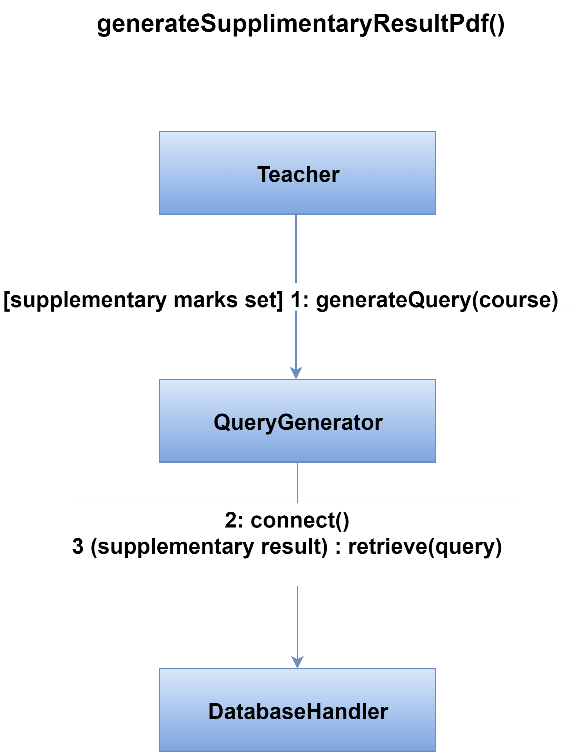 generateSupplimentaryResultPdf()
Teacher
[supplementary marks set] 1: generateQuery(course)
QueryGenerator
2: connect()
3 (supplementary result) : retrieve(query)
DatabaseHandler